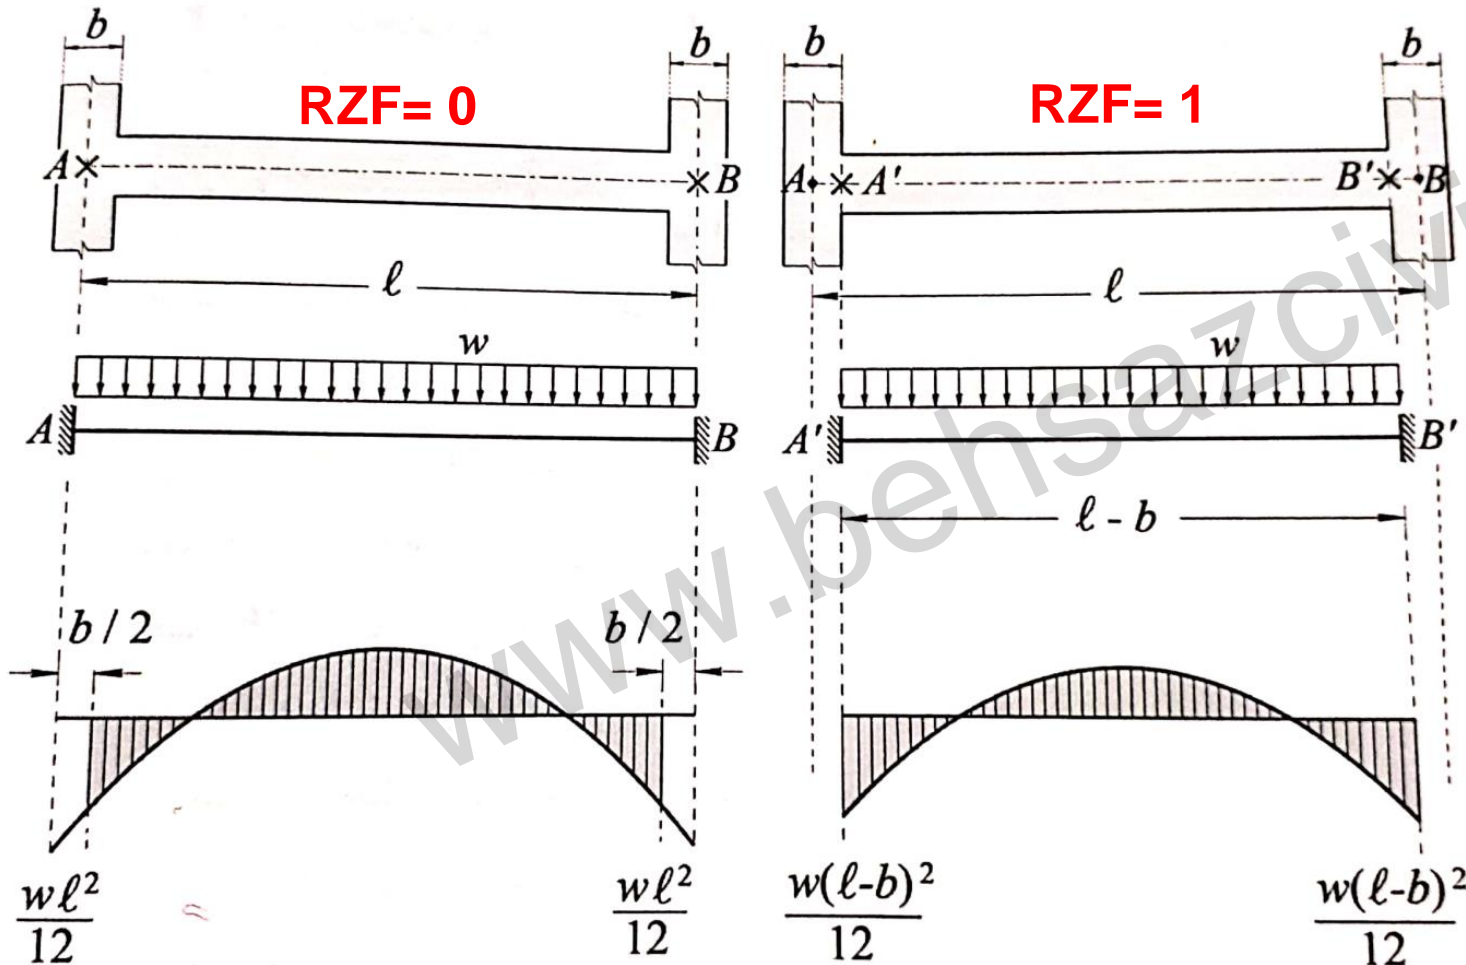 b
b
b
b
RZF= 0
RZF= 1
A
B
A
A'
B'
B
ℓ
ℓ
w
w
A
B
A'
B'
ℓ - b
b / 2
b / 2
wℓ²/12
wℓ²/12
w(ℓ-b)²/12
w(ℓ-b)²/12
www.behsazciv